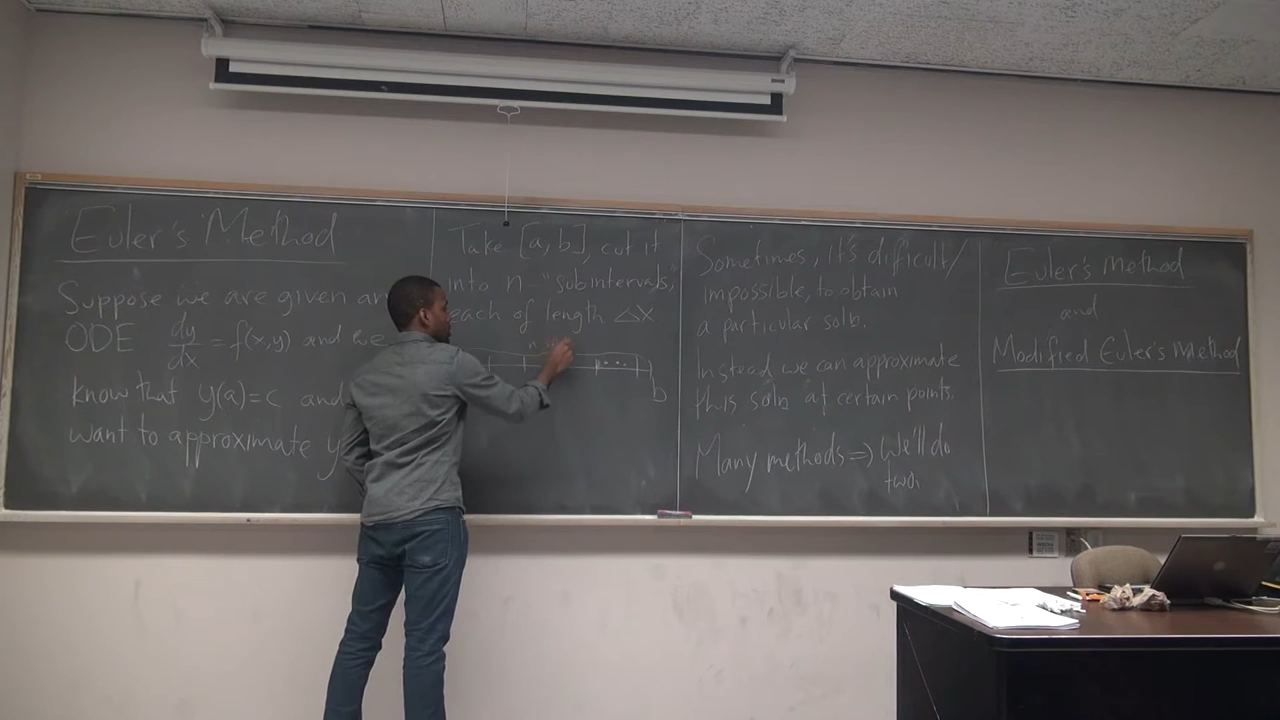 Euler's Method
Suppose we are given an
ODE dy/dx = f(x,y) and we
know that y(a)=c and
want to approximate y
Take [a,b], cut it
into n "subintervals,"
each of length Δx
b
Sometimes, it's difficult/
impossible, to obtain
a particular soln.
Instead we can approximate
this soln at certain points.
Many methods ⇒ We'll do
two.
Euler's Method
and
Modified Euler's Method